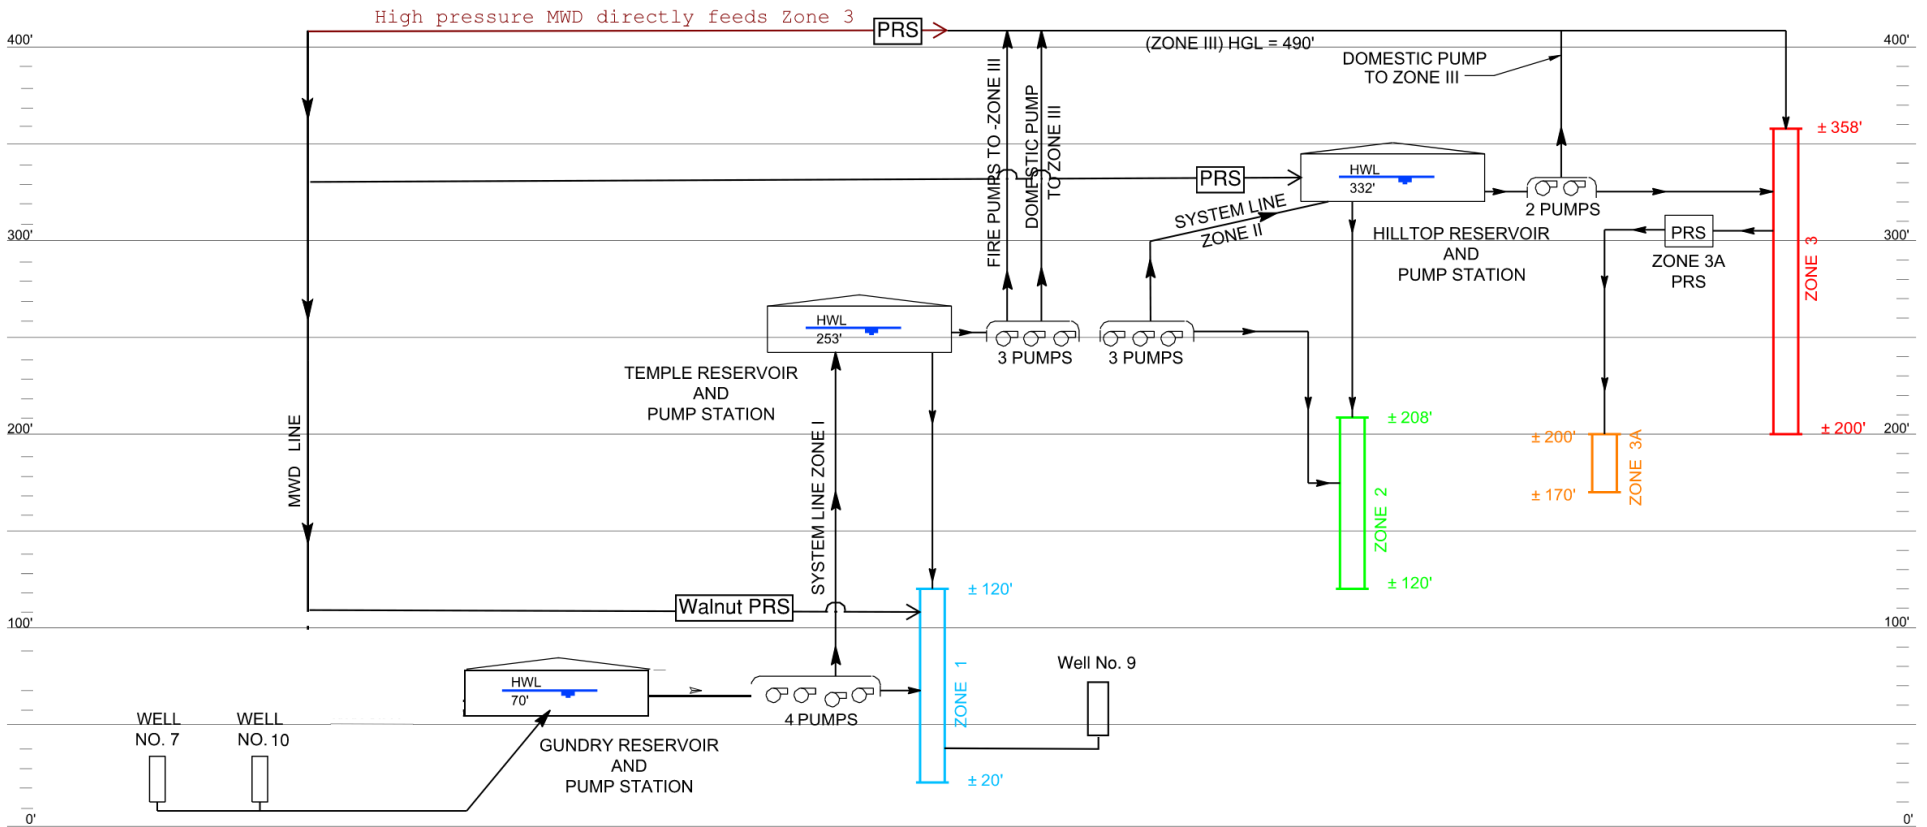 High pressure MWD directly feeds Zone 3
PRS
400'
(ZONE III) HGL = 490'
400'
DOMESTIC PUMP
TO ZONE III
FIRE PUMPS TO -ZONE III
DOMESTIC PUMP
TO ZONE III
± 358'
PRS
HWL
332'
2 PUMPS
SYSTEM LINE
ZONE II
300'
HILLTOP RESERVOIR
AND
PUMP STATION
PRS
ZONE 3A
PRS
ZONE 3
300'
HWL
253'
3 PUMPS
3 PUMPS
TEMPLE RESERVOIR
AND
PUMP STATION
MWD LINE
SYSTEM LINE ZONE I
200'
± 208'
± 200'
ZONE 3A
± 200'
200'
± 170'
ZONE 2
± 120'
± 120'
Walnut PRS
100'
100'
HWL
70'
4 PUMPS
ZONE 1
Well No. 9
WELL
NO. 7
WELL
NO. 10
GUNDRY RESERVOIR
AND
PUMP STATION
± 20'
0'
0'